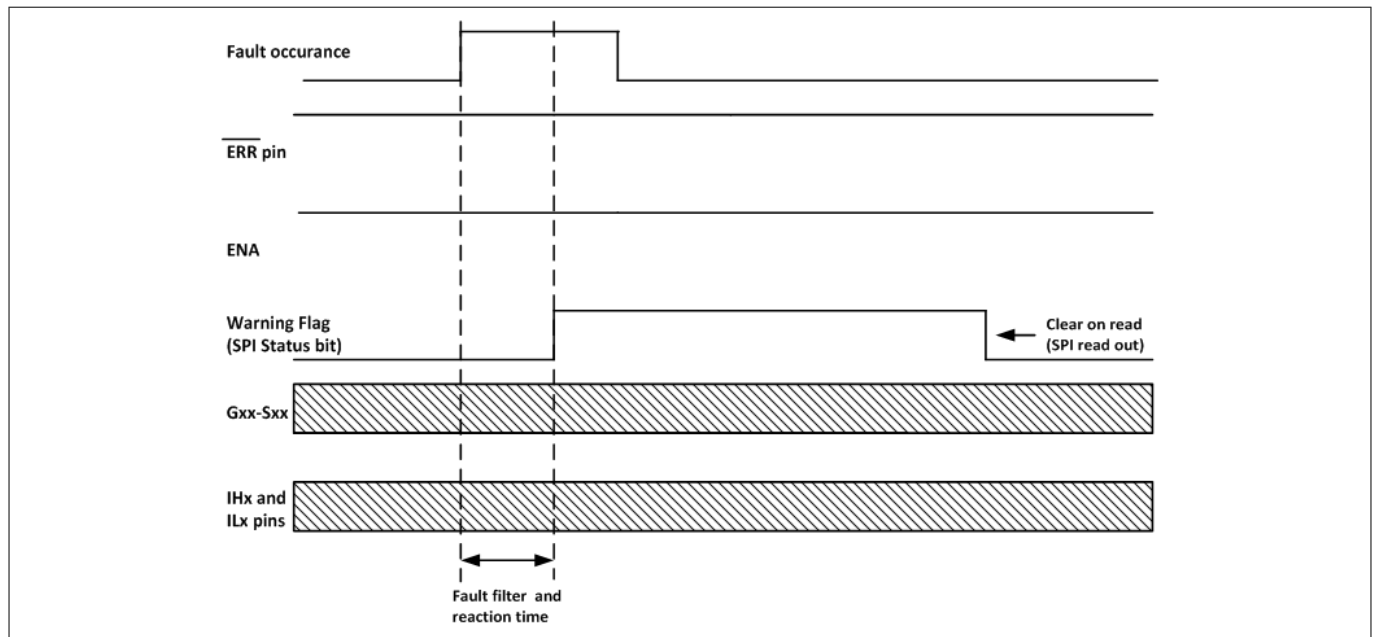 Fault occurance
ERR pin
ENA
Warning Flag
(SPI Status bit)
Clear on read
(SPI read out)
Gxx-Sxx
IHx and
ILx pins
Fault filter and
reaction time